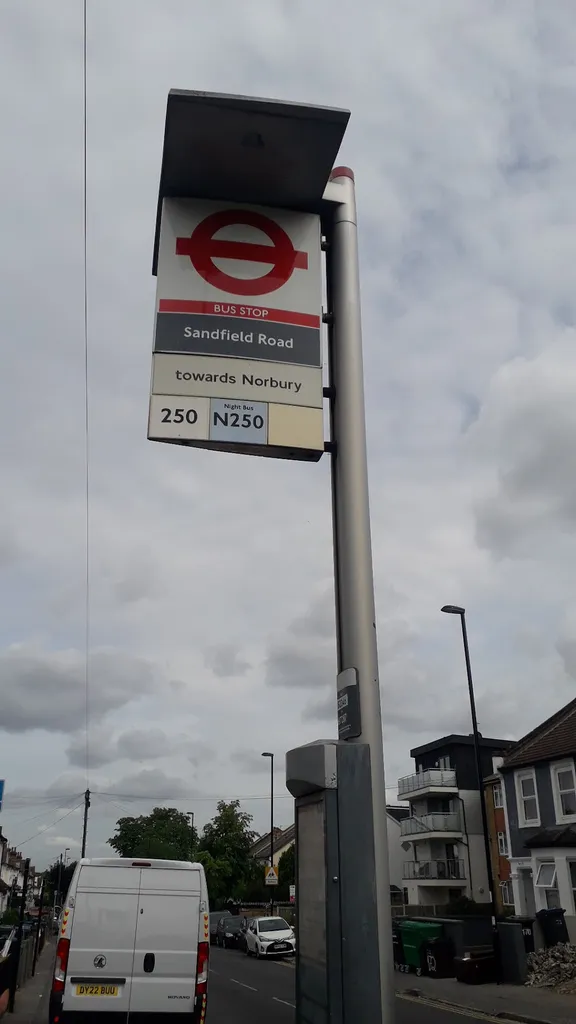 BUS STOP
Sandfield Road
towards Norbury
250
Night Bus
N250
DY22 BUU